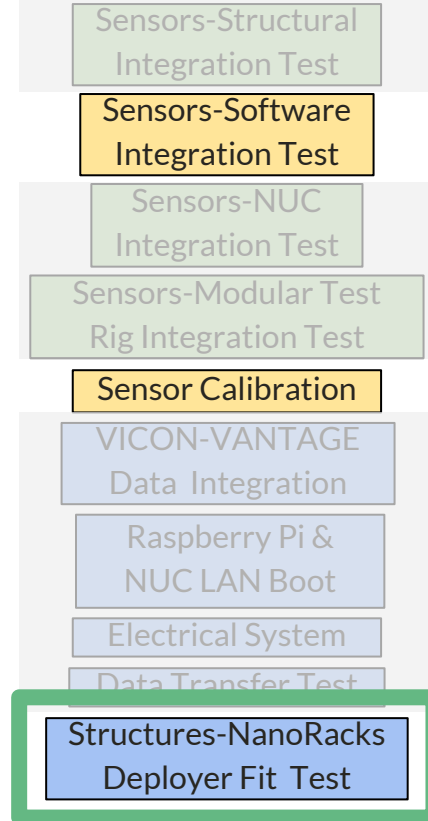 Sensors-Structural
Integration Test
Sensors-Software
Integration Test
Sensors-NUC
Integration Test
Sensors-Modular Test
Rig Integration Test
Sensor Calibration
VICON-VANTAGE
Data Integration
Raspberry Pi &
NUC LAN Boot
Electrical System
Data Transfer Test
Structures-NanoRacks
Deployer Fit Test